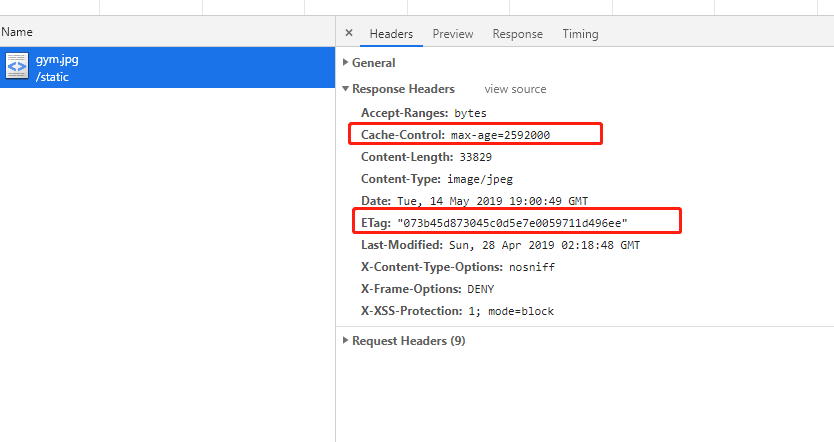 Name
× Headers Preview Response Timing
gym.jpg
/static
General
Response Headers view source
Accept-Ranges: bytes
Cache-Control: max-age=2592000
Content-Length: 33829
Content-Type: image/jpeg
Date: Tue, 14 May 2019 19:00:49 GMT
ETag: "073b45d873045c0d5e7e0059711d496ee"
Last-Modified: Sun, 28 Apr 2019 02:18:48 GMT
X-Content-Type-Options: nosniff
X-Frame-Options: DENY
X-XSS-Protection: 1; mode=block
Request Headers (9)